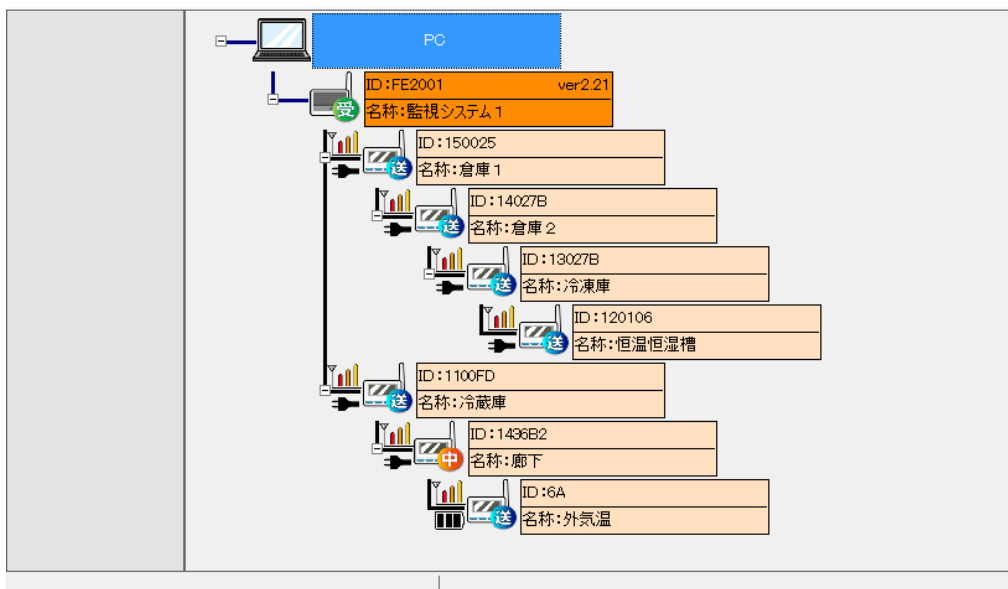 PC
ID:FE2001 ver2.21
受
名称:監視システム1
ID:150025
送
名称:倉庫1
ID:14027B
送
名称:倉庫2
ID:13027B
送
名称:冷凍庫
ID:120106
送
名称:恒温恒湿槽
ID:1100FD
送
名称:冷蔵庫
ID:1436B2
中
名称:廊下
ID:6A
送
名称:外気温